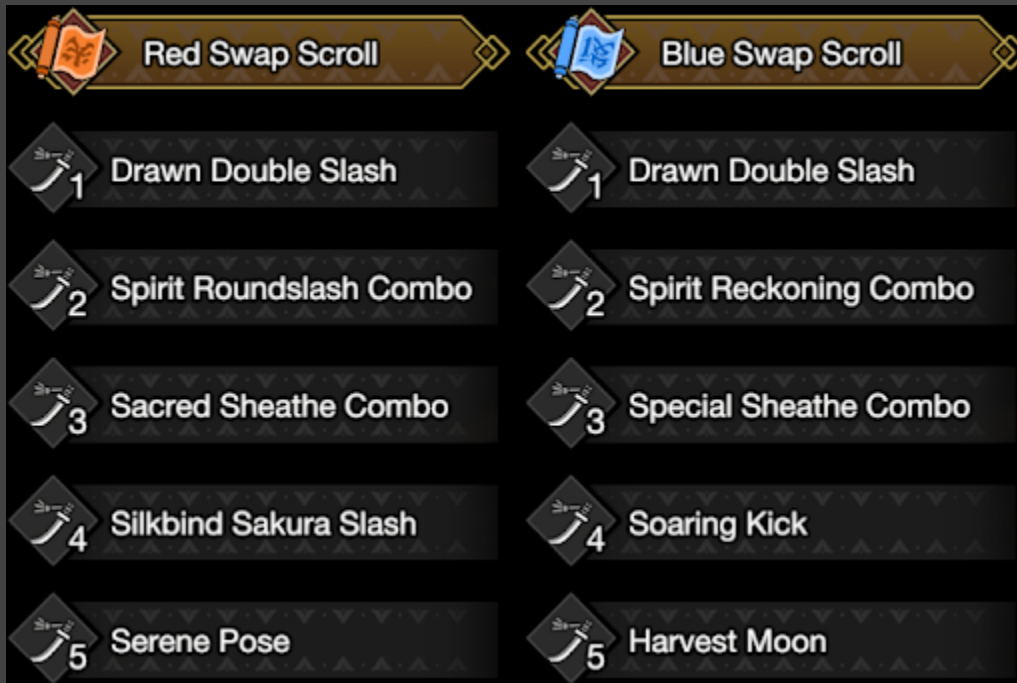 Red Swap Scroll
1 Drawn Double Slash
2 Spirit Roundslash Combo
3 Sacred Sheathe Combo
4 Silkbind Sakura Slash
5 Serene Pose
Blue Swap Scroll
1 Drawn Double Slash
2 Spirit Reckoning Combo
3 Special Sheathe Combo
4 Soaring Kick
5 Harvest Moon